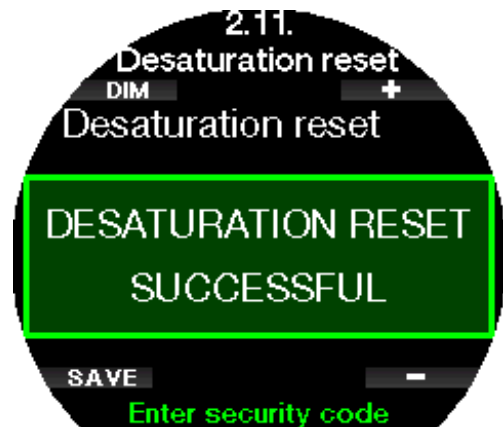 2.11.
Desaturation reset
DIM +
Desaturation reset
DESATURATION RESET
SUCCESSFUL
SAVE -
Enter security code